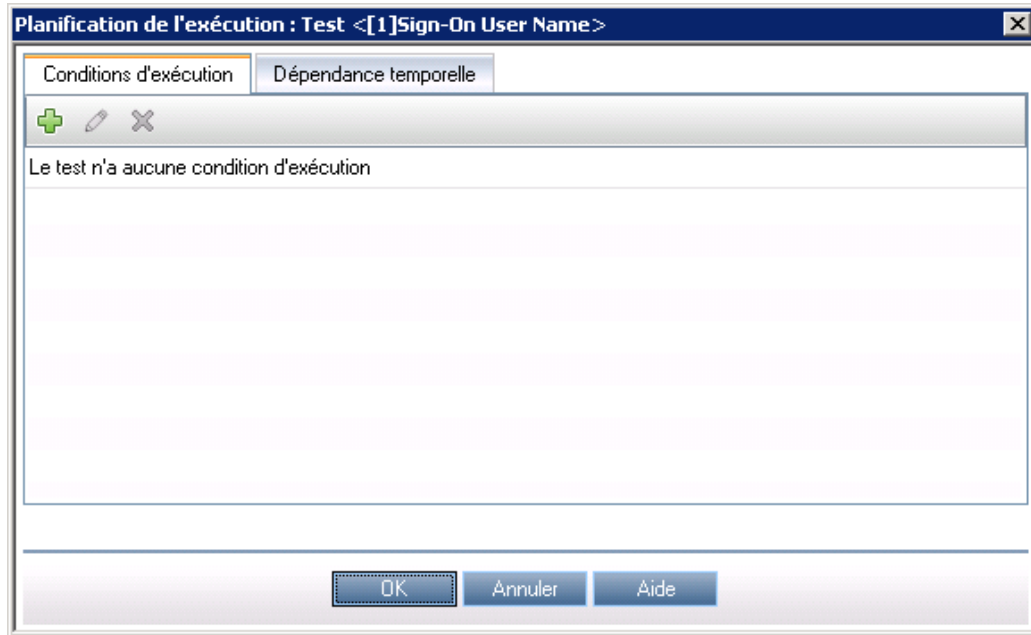 Planification de l'exécution : Test <[1]Sign-On User Name>
Conditions d'exécution Dépendance temporelle
Le test n'a aucune condition d'exécution
OK Annuler Aide